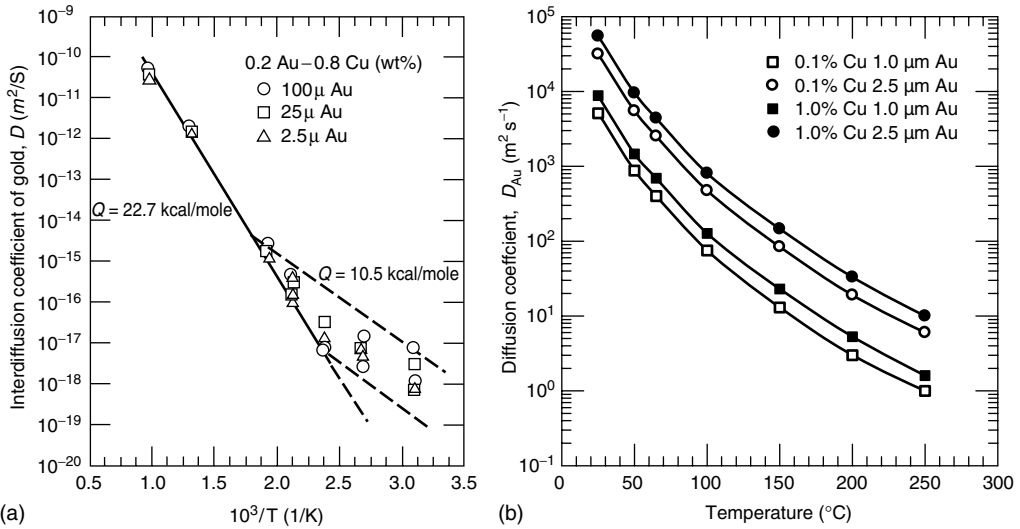 Interdiffusion coefficient of gold, D (m²/S)
10⁻⁹
10⁻¹⁰
10⁻¹¹
10⁻¹²
10⁻¹³
10⁻¹⁴
10⁻¹⁵
10⁻¹⁶
10⁻¹⁷
10⁻¹⁸
10⁻¹⁹
10⁻²⁰
0.2 Au–0.8 Cu (wt%)
100μ Au
25μ Au
2.5μ Au
Q = 22.7 kcal/mole
Q = 10.5 kcal/mole
0.5 1.0 1.5 2.0 2.5 3.0 3.5
(a)
10³/T (1/K)
Diffusion coeffcient, D_Au (m² s⁻¹)
10⁵
10⁴
10³
10²
10¹
10⁰
10⁻¹
0.1% Cu 1.0 μm Au
0.1% Cu 2.5 μm Au
1.0% Cu 1.0 μm Au
1.0% Cu 2.5 μm Au
0 50 100 150 200 250 300
(b)
Temperature (°C)